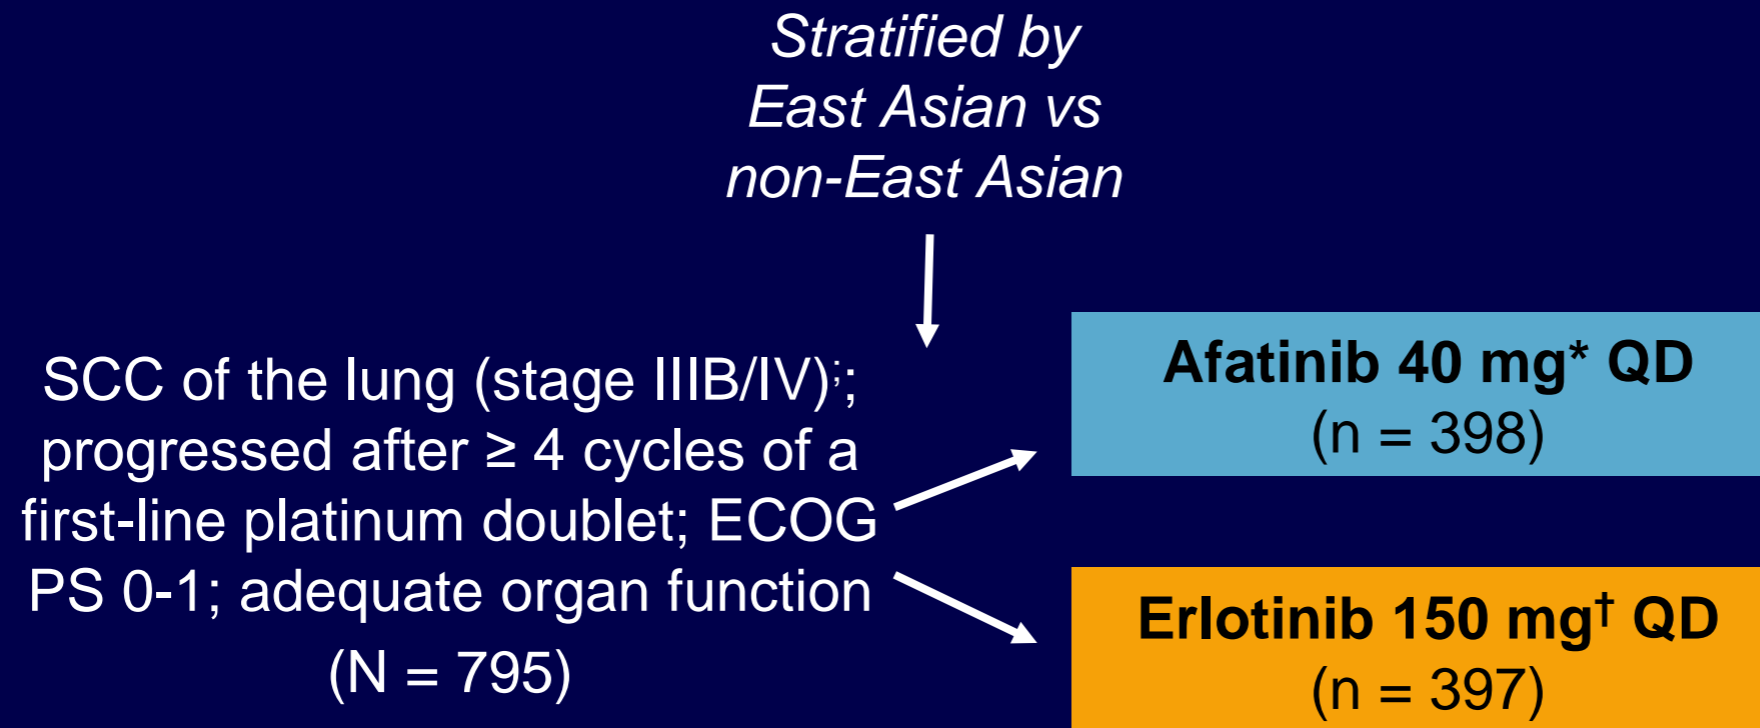 Stratified by
East Asian vs
non-East Asian
SCC of the lung (stage IIIB/IV);;
progressed after ≥ 4 cycles of a
first-line platinum doublet; ECOG
PS 0-1; adequate organ function
(N = 795)
Afatinib 40 mg* QD
(n = 398)
Erlotinib 150 mg† QD
(n = 397)